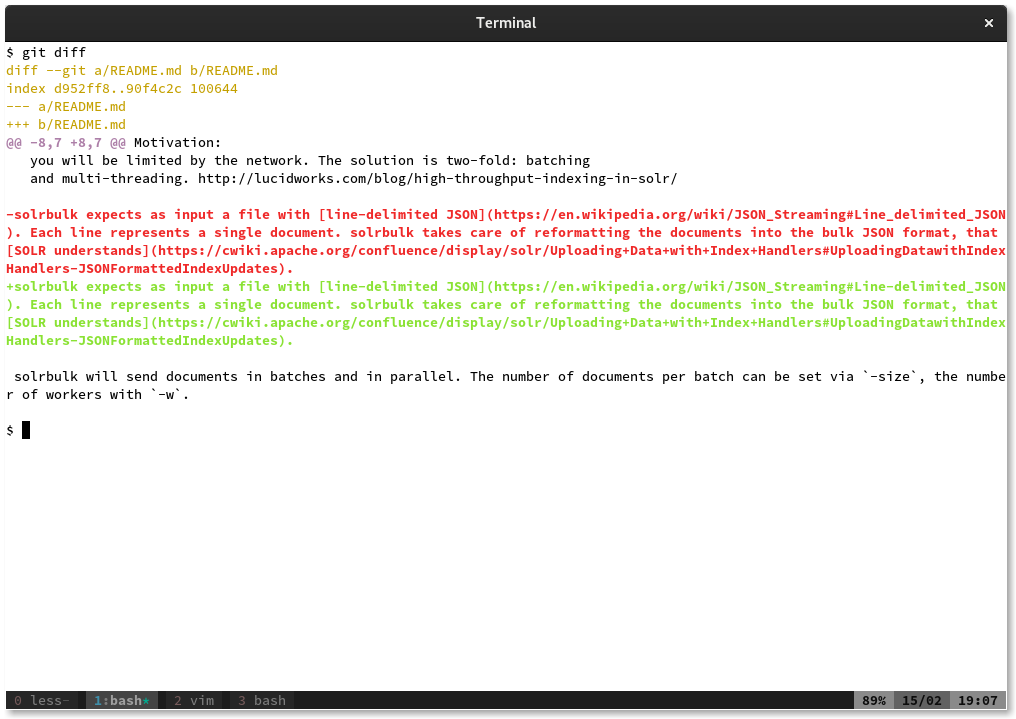 Terminal ×
$ git diff
diff --git a/README.md b/README.md
index d952ff8..90f4c2c 100644
--- a/README.md
+++ b/README.md
@@ -8,7 +8,7 @@ Motivation:
   you will be limited by the network. The solution is two-fold: batching
   and multi-threading. http://lucidworks.com/blog/high-throughput-indexing-in-solr/
-solrbulk expects as input a file with [line-delimited JSON](https://en.wikipedia.org/wiki/JSON_Streaming#Line_delimited_JSON
). Each line represents a single document. solrbulk takes care of reformatting the documents into the bulk JSON format, that
[SOLR understands](https://cwiki.apache.org/confluence/display/solr/Uploading+Data+with+Index+Handlers#UploadingDatawithIndex
Handlers-JSONFormattedIndexUpdates).
+solrbulk expects as input a file with [line-delimited JSON](https://en.wikipedia.org/wiki/JSON_Streaming#Line-delimited_JSON
). Each line represents a single document. solrbulk takes care of reformatting the documents into the bulk JSON format, that
[SOLR understands](https://cwiki.apache.org/confluence/display/solr/Uploading+Data+with+Index+Handlers#UploadingDatawithIndex
Handlers-JSONFormattedIndexUpdates).
 solrbulk will send documents in batches and in parallel. The number of documents per batch can be set via `-size`, the numbe
r of workers with `-w`.
$
0 less- 1:bash* 2 vim 3 bash 89% 15/02 19:07